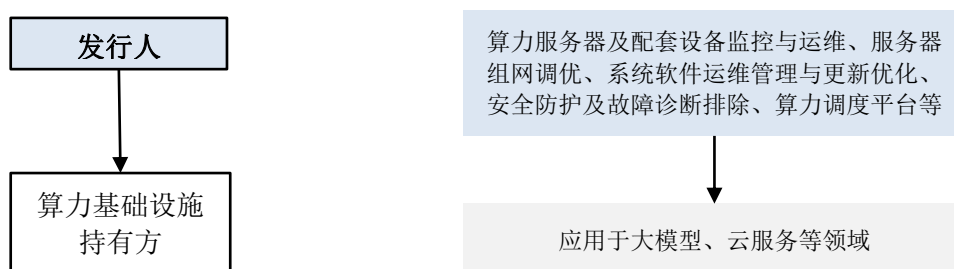 发行人
算力基础设施
持有方
算力服务器及配套设备监控与运维、服务器
组网调优、系统软件运维管理与更新优化、
安全防护及故障诊断排除、算力调度平台等
应用于大模型、云服务等领域